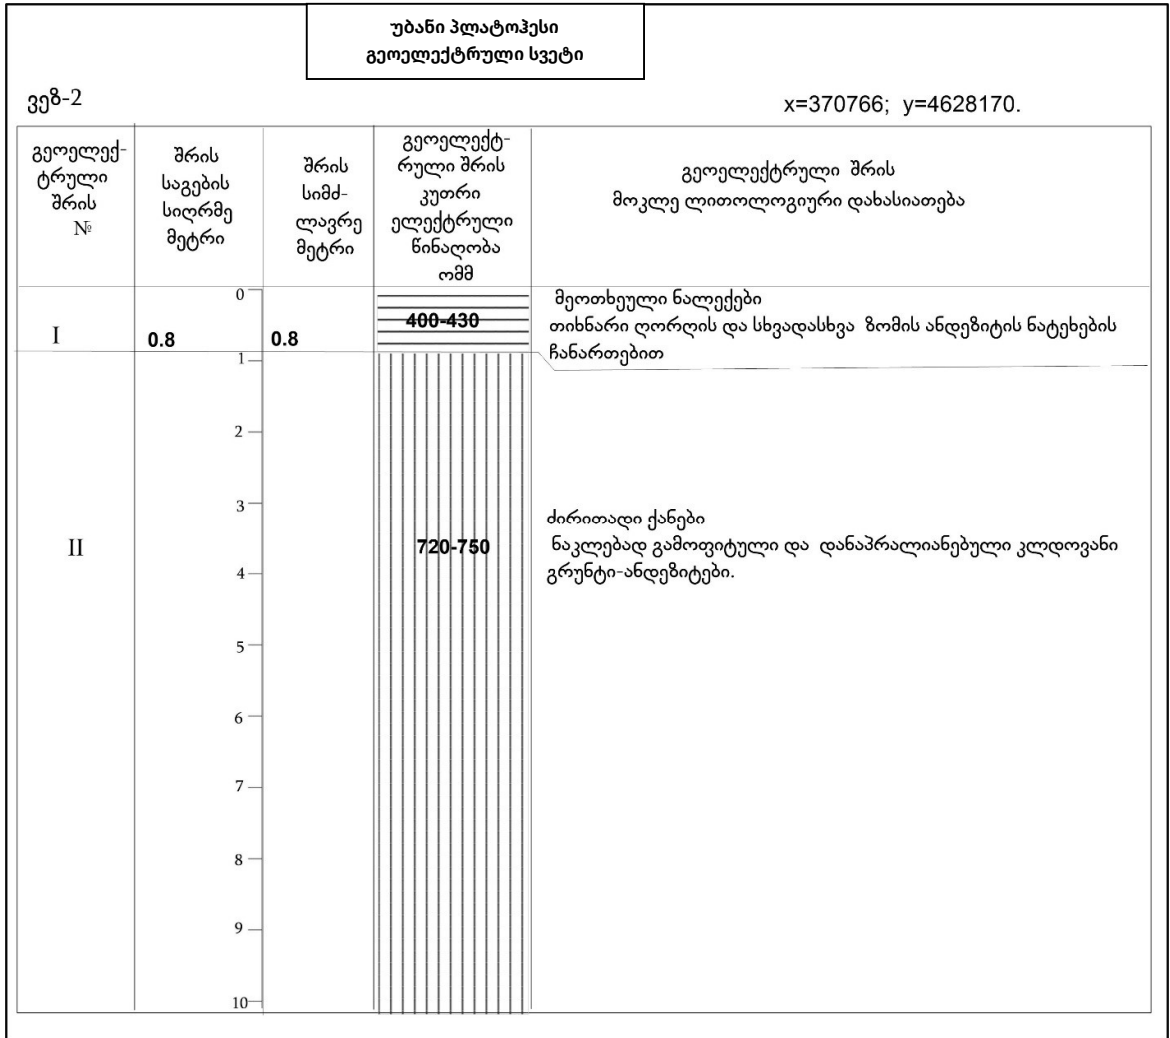 უბანი პლატოჰესი
გეოელექტრული სვეტი
ვეზ-2
x=370766; y=4628170.
გეოელექ-
ტრული
შრის
№
შრის
საგების
სიღრმე
მეტრი
შრის
სიმძ-
ლავრე
მეტრი
გეოელექტ-
რული შრის
კუთრი
ელექტრული
წინაღობა
ომმ
გეოელექტრული შრის
მოკლე ლითოლოგიური დახასიათება
I
0.8
0
0.8
400-430
მეოთხეული ნალექები
თიხნარი ღორღის და სხვადასხვა ზომის ანდეზიტის ნატეხების
ჩანართებით
1
2
3
4
5
6
7
8
9
10
II
720-750
ძირითადი ქანები
ნაკლებად გამოფიტული და დანაპრალიანებული კლდოვანი
გრუნტი-ანდეზიტები.